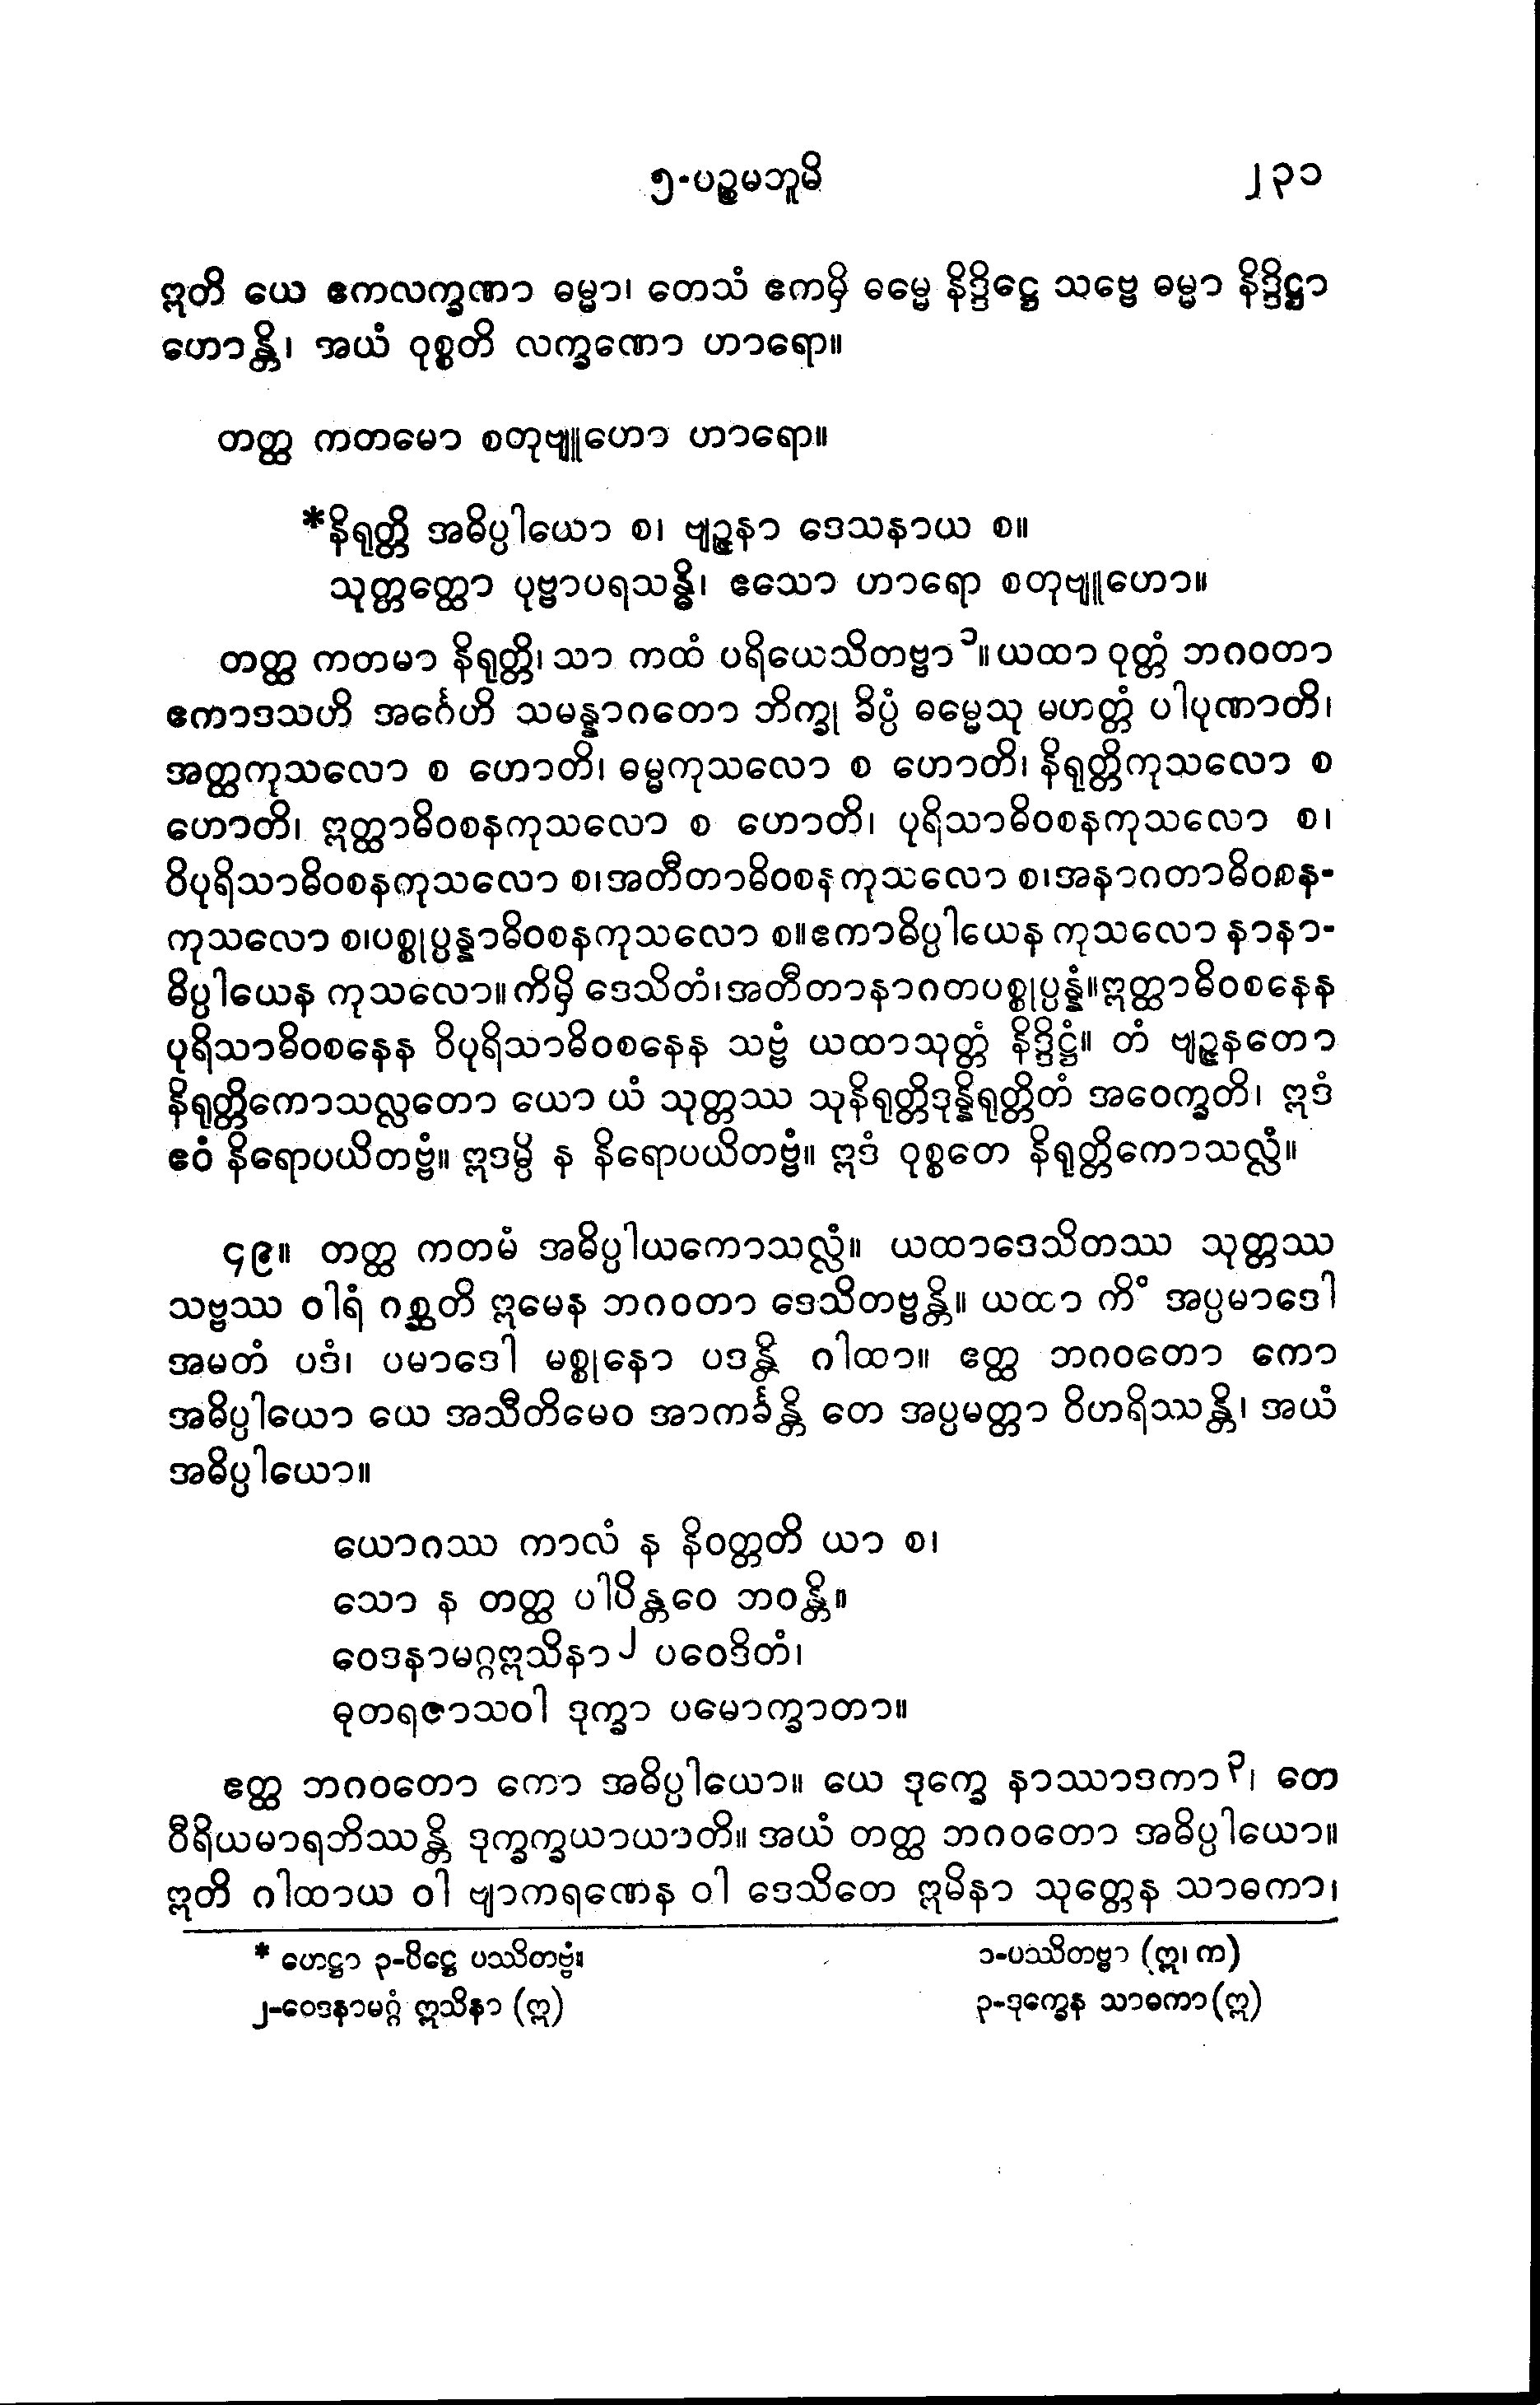 ၅-ပဉ္စမဘူမိ ၂၃၁
ဣတိ ယေ ဧကလက္ခဏာ ဓမ္မာ၊ တေသံ ဧကမှိ ဓမ္မေ နိဒ္ဒိဋ္ဌေ သဗ္ဗေ ဓမ္မာ နိဒ္ဒိဋ္ဌာ
ဟောန္တိ၊ အယံ ဝုစ္စတိ လက္ခဏော ဟာရော။
တတ္ထ ကတမော စတုဗျူဟော ဟာရော။
*နိရုတ္တိ အဓိပ္ပါယော စ၊ ဗျဉ္ဇနာ ဒေသနာယ စ။
သုတ္တတ္ထော ပုဗ္ဗာပရသန္ဓိ၊ ဧသော ဟာရော စတုဗျူဟော။
တတ္ထ ကတမာ နိရုတ္တိ၊ သာ ကထံ ပရိယေသိတဗ္ဗာ၁။ ယထာ ဝုတ္တံ ဘဂဝတာ
ဧကာဒသဟိ အင်္ဂေဟိ သမန္နာဂတော ဘိက္ခု ခိပ္ပံ ဓမ္မေသု မဟတ္တံ ပါပုဏာတိ၊
အတ္ထကုသလော စ ဟောတိ၊ ဓမ္မကုသလော စ ဟောတိ၊ နိရုတ္တိကုသလော စ
ဟောတိ၊ ဣတ္ထာဓိဝစနကုသလော စ ဟောတိ၊ ပုရိသာဓိဝစနကုသလော စ၊
ဝိပုရိသာဓိဝစနကုသလော စ၊အတီတာဓိဝစနကုသလော စ၊အနာဂတာဓိဝစန-
ကုသလော စ၊ပစ္စုပ္ပန္နာဓိဝစနကုသလော စ။ဧကာဓိပ္ပါယေန ကုသလော နာနာ-
ဓိပ္ပါယေန ကုသလော။ ကိမှိ ဒေသိတံ၊အတီတာနာဂတပစ္စုပ္ပန္နံ။ဣတ္ထာဓိဝစနေန
ပုရိသာဓိဝစနေန ဝိပုရိသာဓိဝစနေန သဗ္ဗံ ယထာသုတ္တံ နိဒ္ဒိဋ္ဌံ။ တံ ဗျဉ္ဇနတော
နိရုတ္တိကောသလ္လတော ယော ယံ သုတ္တဿ သုနိရုတ္တိဒုန္နိရုတ္တိတံ အဝေက္ခတိ၊ ဣဒံ
ဧဝံ နိရောပယိတဗ္ဗံ။ ဣဒမ္ပိ န နိရောပယိတဗ္ဗံ။ ဣဒံ ဝုစ္စတေ နိရုတ္တိကောသလ္လံ။
၄၉။ တတ္ထ ကတမံ အဓိပ္ပါယကောသလ္လံ။ ယထာဒေသိတဿ သုတ္တဿ
သဗ္ဗဿ ဝါရံ ဂစ္ဆတိ ဣမေန ဘဂဝတာ ဒေသိတဗ္ဗန္တိ။ ယထာ ကိံ အပ္ပမာဒေါ
အမတံ ပဒံ၊ ပမာဒေါ မစ္စုနော ပဒန္တိ ဂါထာ။ ဧတ္ထ ဘဂဝတော ကော
အဓိပ္ပါယော ယေ အသီတိမေဝ အာကင်္ခန္တိ တေ အပ္ပမတ္တာ ဝိဟရိဿန္တိ၊ အယံ
အဓိပ္ပါယော။
ယောဂဿ ကာလံ န နိဝတ္တတိ ယာ စ၊
သော န တတ္ထ ပါပိန္တဝေ ဘဝန္တိ။
ဝေဒနာမဂ္ဂဣသိနာ၂ ပဝေဒိတံ၊
ဓုတရဇာသဝါ ဒုက္ခာ ပမောက္ခာတာ။
ဧတ္ထ ဘဂဝတော ကော အဓိပ္ပါယော။ ယေ ဒုက္ခေ နာဿာဒကာ၃၊ တေ
ဝီရိယမာရဘိဿန္တိ ဒုက္ခက္ခယာယာတိ။ အယံ တတ္ထ ဘဂဝတော အဓိပ္ပါယော။
ဣတိ ဂါထာယ ဝါ ဗျာကရဏေန ဝါ ဒေသိတေ ဣမိနာ သုတ္တေန သာဓကာ၊
* ဟေဋ္ဌာ ၃-ပိဋ္ဌေ ပဿိတဗ္ဗံ။ ၁-ပဿိတဗ္ဗာ (ဣ၊ က)
၂-ဝေဒနာမဂ္ဂံ ဣသိနာ (ဣ) ၃-ဒုက္ခေန သာဓကာ (ဣ)